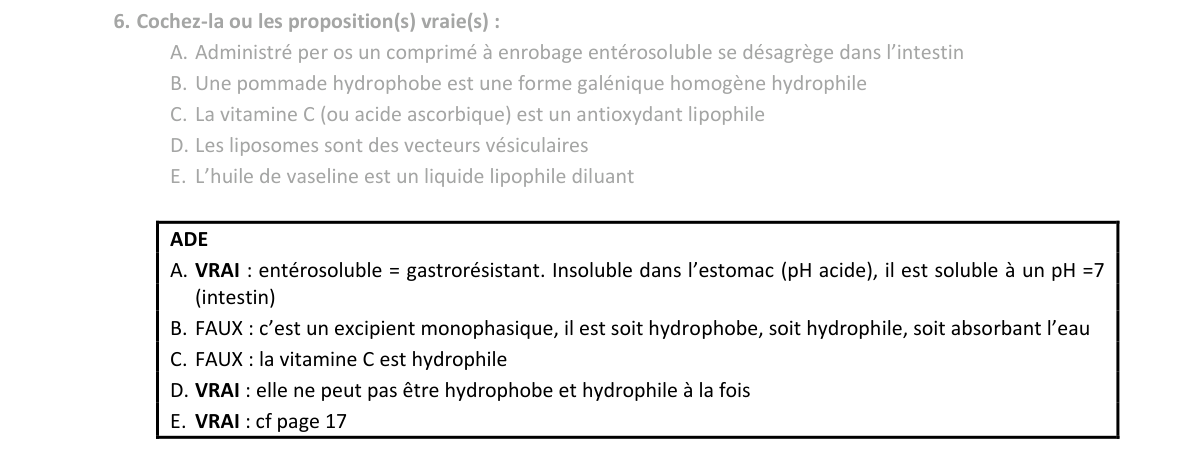 6. Cochez-la ou les proposition(s) vraie(s) :
A. Administré per os un comprimé à enrobage entérosoluble se désagrège dans l’intestin
B. Une pommade hydrophobe est une forme galénique homogène hydrophile
C. La vitamine C (ou acide ascorbique) est un antioxydant lipophile
D. Les liposomes sont des vecteurs vésiculaires
E. L’huile de vaseline est un liquide lipophile diluant
ADE
A. VRAI : entérosoluble = gastrorésistant. Insoluble dans l’estomac (pH acide), il est soluble à un pH =7
(intestin)
B. FAUX : c’est un excipient monophasique, il est soit hydrophobe, soit hydrophile, soit absorbant l’eau
C. FAUX : la vitamine C est hydrophile
D. VRAI : elle ne peut pas être hydrophobe et hydrophile à la fois
E. VRAI : cf page 17